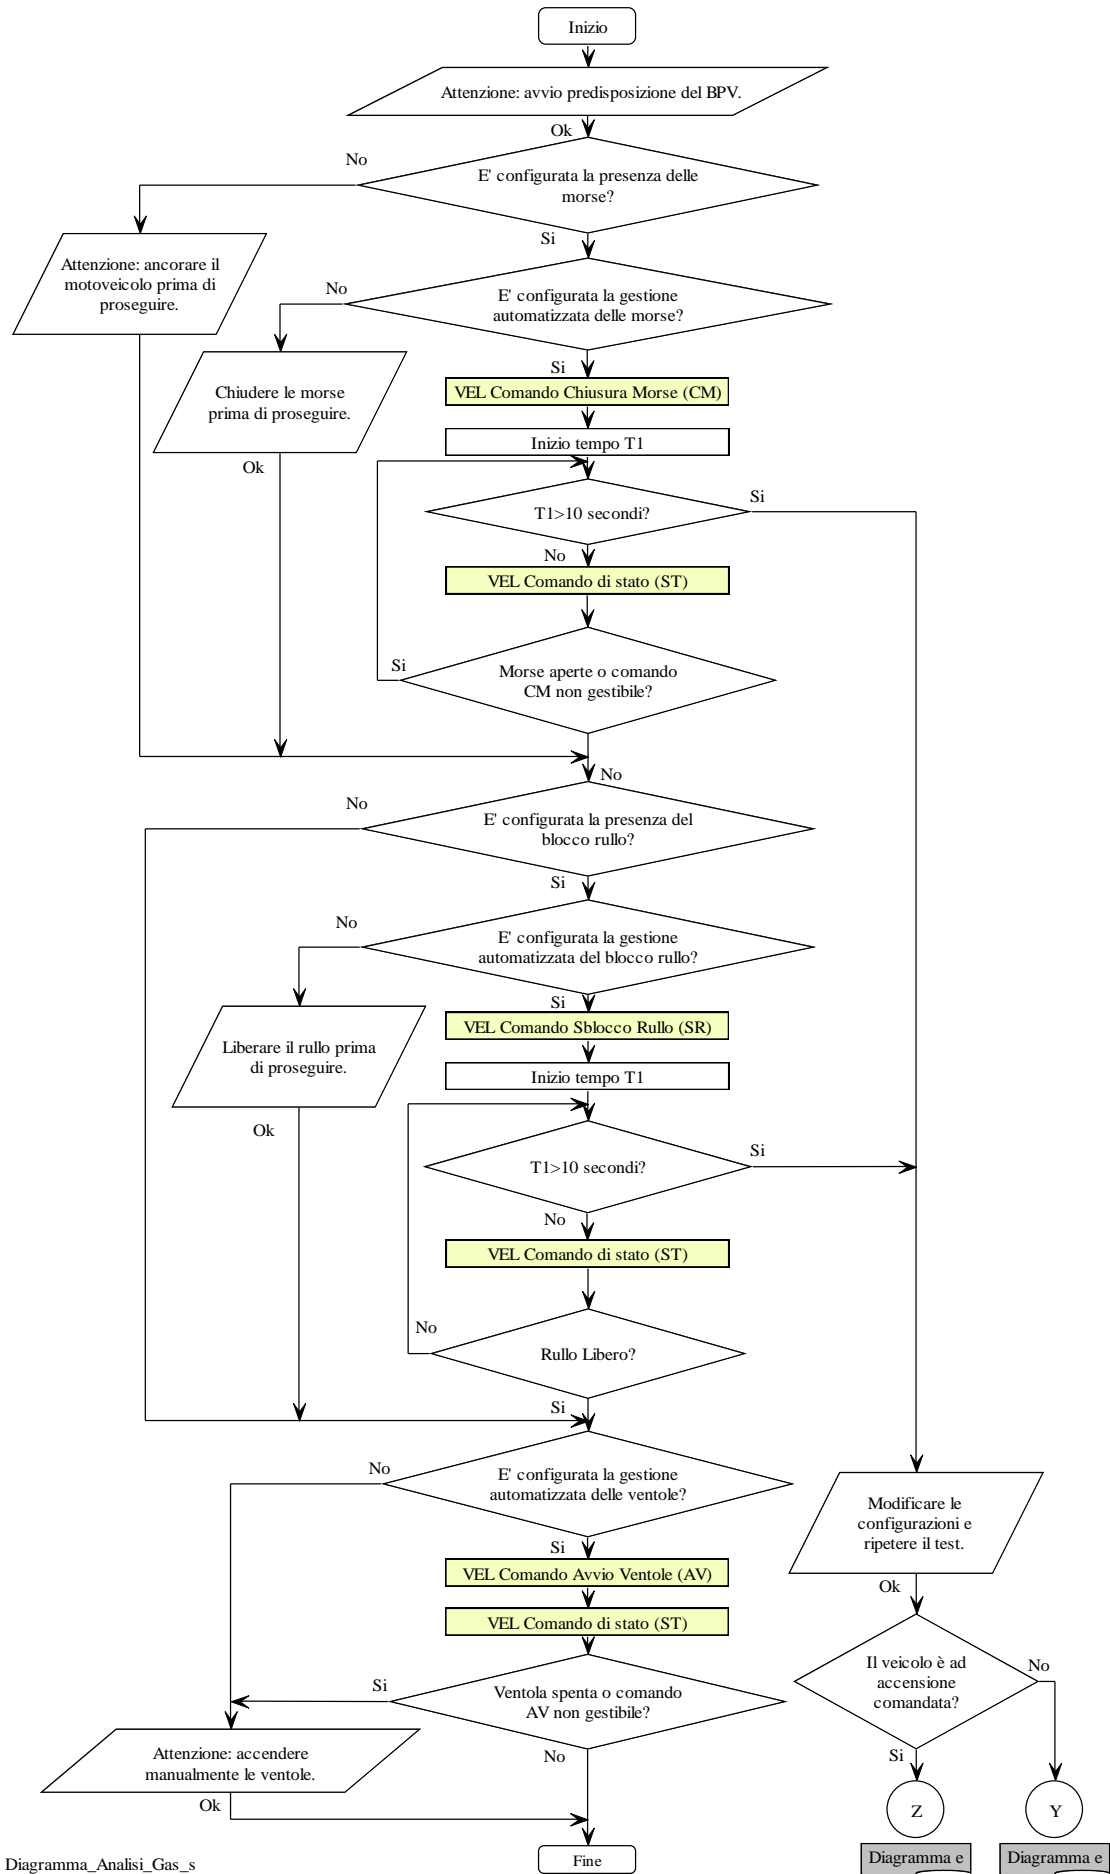 Inizio
Attenzione: avvio predisposizione del BPV.
Ok
No
E' configurata la presenza delle
morse?
Si
Attenzione: ancorare il
motoveicolo prima di
proseguire.
No
E' configurata la gestione
automatizzata delle morse?
Si
Chiudere le morse
prima di proseguire.
Ok
VEL Comando Chiusura Morse (CM)
Inizio tempo T1
T1>10 secondi?
Si
No
VEL Comando di stato (ST)
Si
Morse aperte o comando
CM non gestibile?
No
No
E' configurata la presenza del
blocco rullo?
Si
No
E' configurata la gestione
automatizzata del blocco rullo?
Si
Liberare il rullo prima
di proseguire.
Ok
VEL Comando Sblocco Rullo (SR)
Inizio tempo T1
T1>10 secondi?
Si
No
VEL Comando di stato (ST)
No
Rullo Libero?
Si
No
E' configurata la gestione
automatizzata delle ventole?
Si
VEL Comando Avvio Ventole (AV)
VEL Comando di stato (ST)
Si
Ventola spenta o comando
AV non gestibile?
No
Attenzione: accendere
manualmente le ventole.
Ok
Fine
Modificare le
configurazioni e
ripetere il test.
Ok
Il veicolo è ad
accensione
comandata?
No
Si
Z
Y
Diagramma e
Diagramma e
Diagramma_Analisi_Gas_s